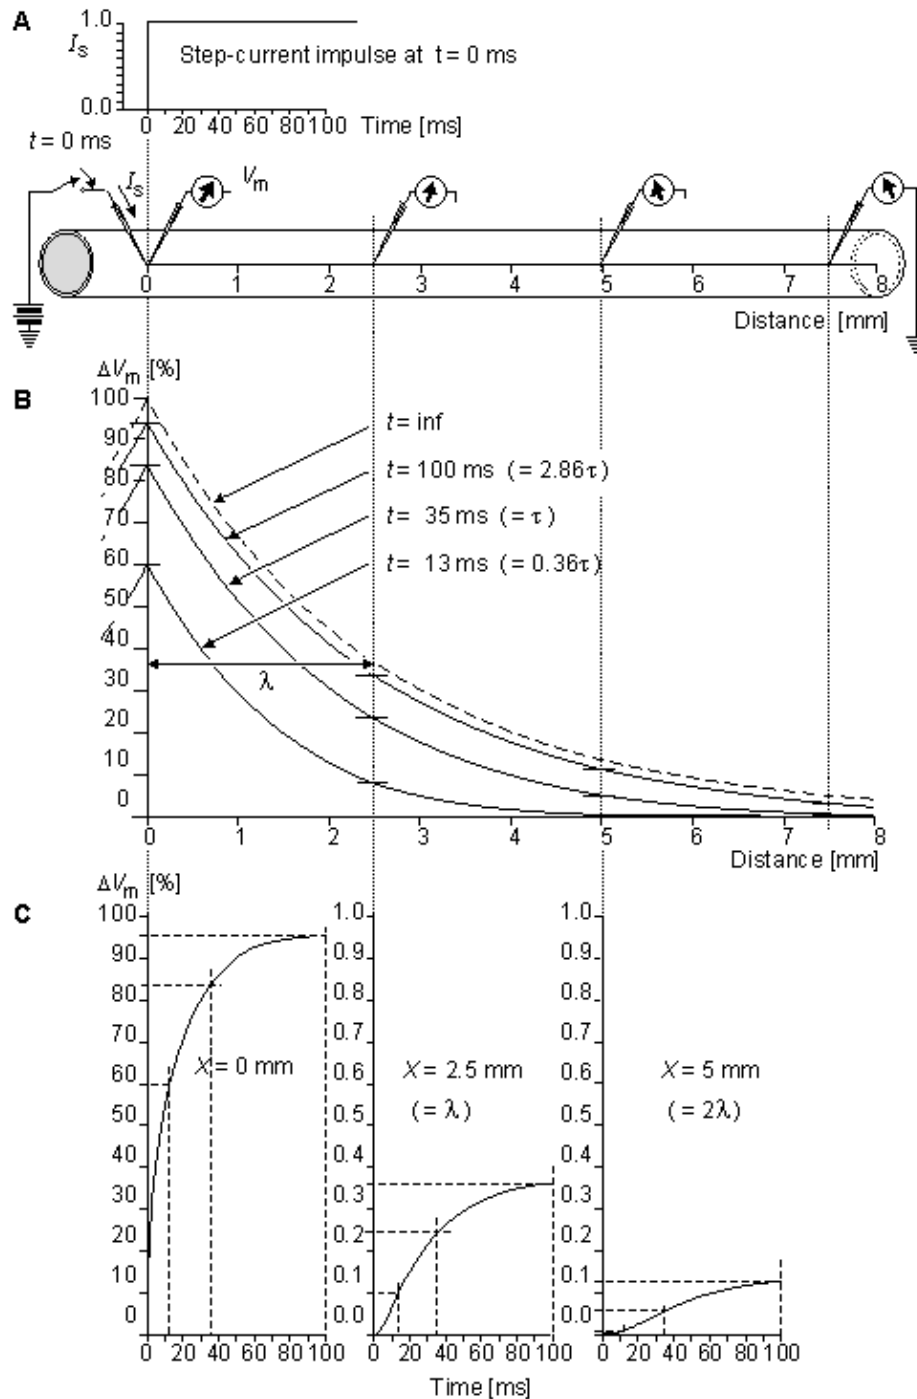 A
1.0
I_s
Step-current impulse at t = 0 ms
0.0
0 20 40 60 80 100 Time [ms]
t = 0 ms
I_s
V_m
0 1 2 3 4 5 6 7 8
Distance [mm]
ΔV_m [%]
B
100
90
80
70
60
50
40
30
20
10
0
t = inf
t = 100 ms (= 2.86τ)
t = 35 ms (= τ)
t = 13 ms (= 0.36τ)
λ
0 1 2 3 4 5 6 7 8
Distance [mm]
ΔV_m [%]
C
100 1.0 1.0
90 0.9 0.9
80 0.8 0.8
70 0.7 0.7
X = 0 mm X = 2.5 mm X = 5 mm
60 0.6 0.6
(= λ) (= 2λ)
50 0.5 0.5
40 0.4 0.4
30 0.3 0.3
20 0.2 0.2
10 0.1 0.1
0 0.0 0.0
0 20 40 60 80 100 0 20 40 60 80 100 0 20 40 60 80 100
Time [ms]